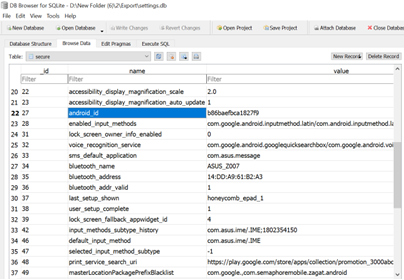 DB Browser for SQLite - D:\New Folder (6)\2\Export\settings.db
Edit View Tools Help
New Database Open Database Write Changes Revert Changes Open Project Save Project Attach Database Close Database
Database Structure Browse Data Edit Pragmas Execute SQL
Table: secure New Record Delete Record
_id name value
Filter Filter Filter
20 22 accessibility_display_magnification_scale 2.0
21 23 accessibility_display_magnification_auto_update 1
22 27 android_id b86baefbca1827f9
23 28 enabled_input_methods com.google.android.inputmethod.latin/com.android.inputmethod.
24 31 lock_screen_owner_info_enabled 0
25 32 voice_recognition_service com.google.android.googlequicksearchbox/com.google.android.voi
26 33 sms_default_application com.asus.message
27 34 bluetooth_name ASUS_Z007
28 35 bluetooth_address 14:DD:A9:61:B2:A3
29 36 bluetooth_addr_valid 1
30 37 last_setup_shown honeycomb_epad_1
31 38 user_setup_complete 1
32 39 lock_screen_fallback_appwidget_id 4
33 42 input_methods_subtype_history com.asus.ime/.IME;1802354150
34 46 default_input_method com.asus.ime/.IME
35 47 selected_input_method_subtype -1
36 48 print_service_search_uri https://play.google.com/store/apps/collection/promotion_3000abc
37 49 masterLocationPackagePrefixBlacklist com.google.,com.semaphoremobile.zagat.android